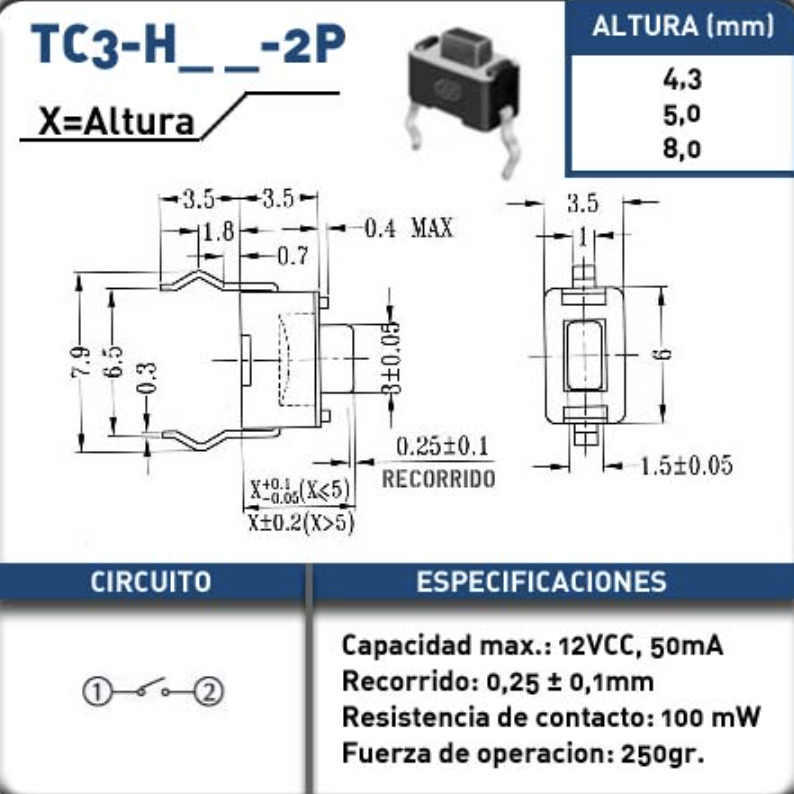 TC3-H_ _-2P
X=Altura
ALTURA (mm)
4,3
5,0
8,0
3.5
3.5
1.8
0.4 MAX
0.7
7.9
6.5
0.3
3±0.05
0.25±0.1
RECORRIDO
X+0.1 -0.05(X≤5)
X±0.2(X>5)
3.5
1
6
1.5±0.05
CIRCUITO
1 2
ESPECIFICACIONES
Capacidad max.: 12VCC, 50mA
Recorrido: 0,25 ± 0,1mm
Resistencia de contacto: 100 mW
Fuerza de operacion: 250gr.